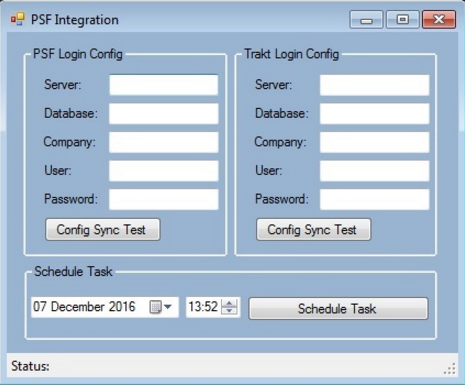 PSF Integration
PSF Login Config
Server:
Database:
Company:
User:
Password:
Config Sync Test
Trakt Login Config
Server:
Database:
Company:
User:
Password:
Config Sync Test
Schedule Task
07 December 2016 13:52 Schedule Task
Status: